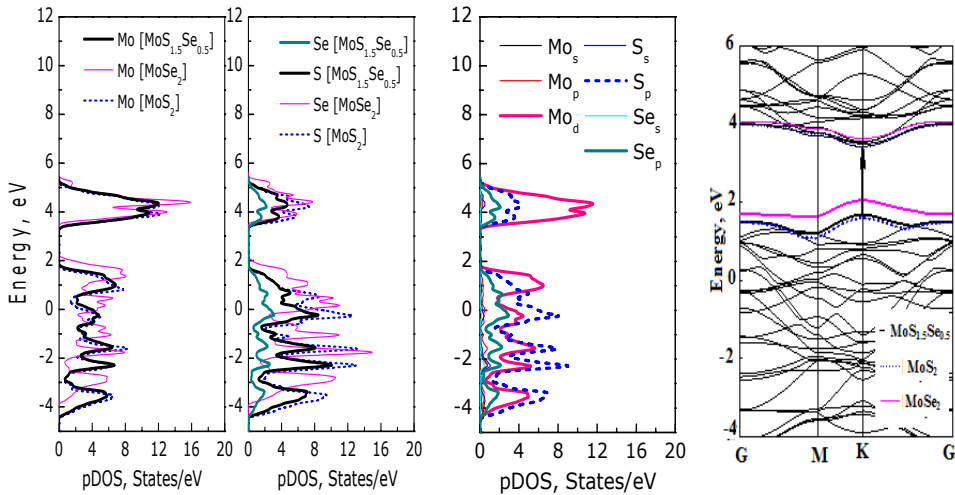 12
10
8
6
4
2
0
-2
-4
Energy, eV
0 4 8 12 16 20
pDOS, States/eV
Mo [MoS1.5Se0.5]
Mo [MoSe2]
Mo [MoS2]
12
10
8
6
4
2
0
-2
-4
0 4 8 12 16 20
pDOS, States/eV
Se [MoS1.5Se0.5]
S [MoS1.5Se0.5]
Se [MoSe2]
S [MoS2]
12
10
8
6
4
2
0
-2
-4
0 4 8 12 16 20
pDOS, States/eV
Mos
Mop
Mod
Ss
Sp
Ses
Sep
6
4
2
0
-2
-4
Energy, eV
G M K G
MoS1.5Se0.5
MoS2
MoSe2